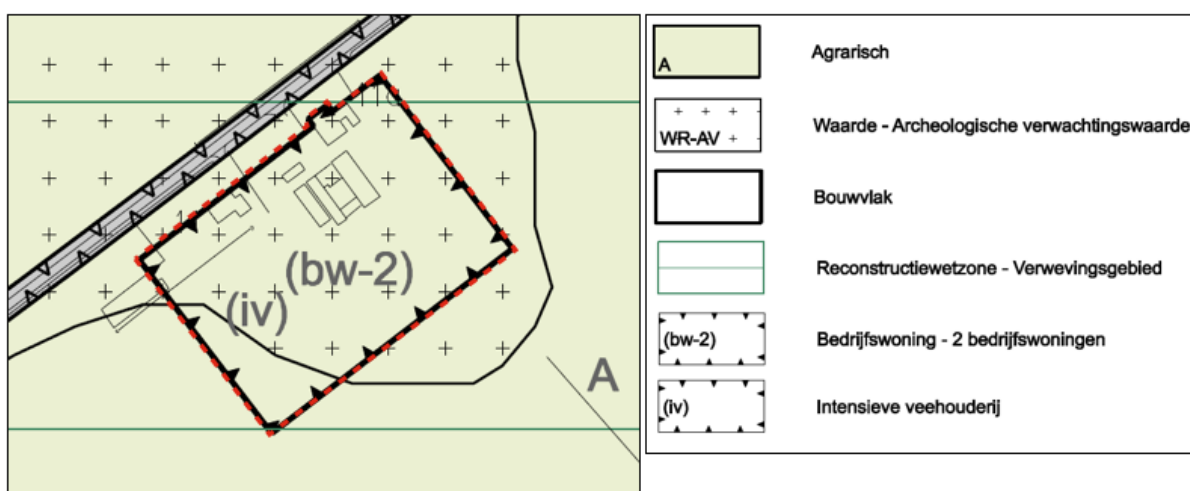 (bw-2)
(iv)
A
A
Agrarisch
WR-AV
Waarde - Archeologische verwachtingswaarde
Bouwvlak
Reconstructiewetzone - Verwevingsgebied
(bw-2)
Bedrijfswoning - 2 bedrijfswoningen
(iv)
Intensieve veehouderij